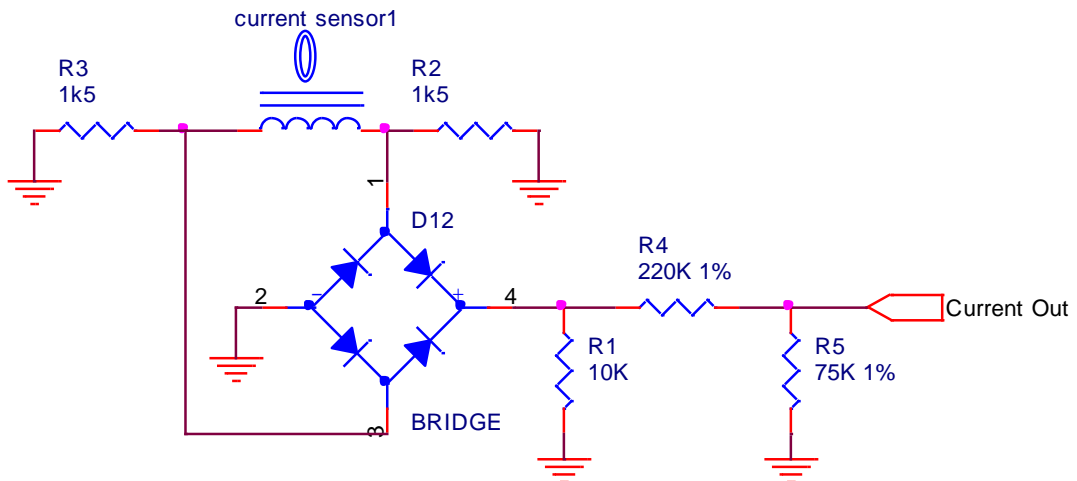 current sensor1
R3
1k5
R2
1k5
1
D12
R4
220K 1%
2
-
+
4
Current Out
R1
10K
R5
75K 1%
BRIDGE
3